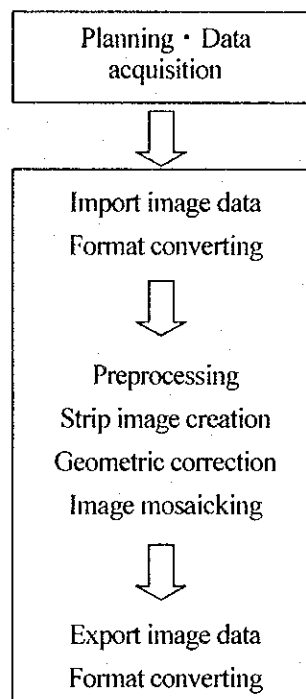 Planning・Data
acquisition
Import image data
Format converting
Preprocessing
Strip image creation
Geometric correction
Image mosaicking
Export image data
Format converting